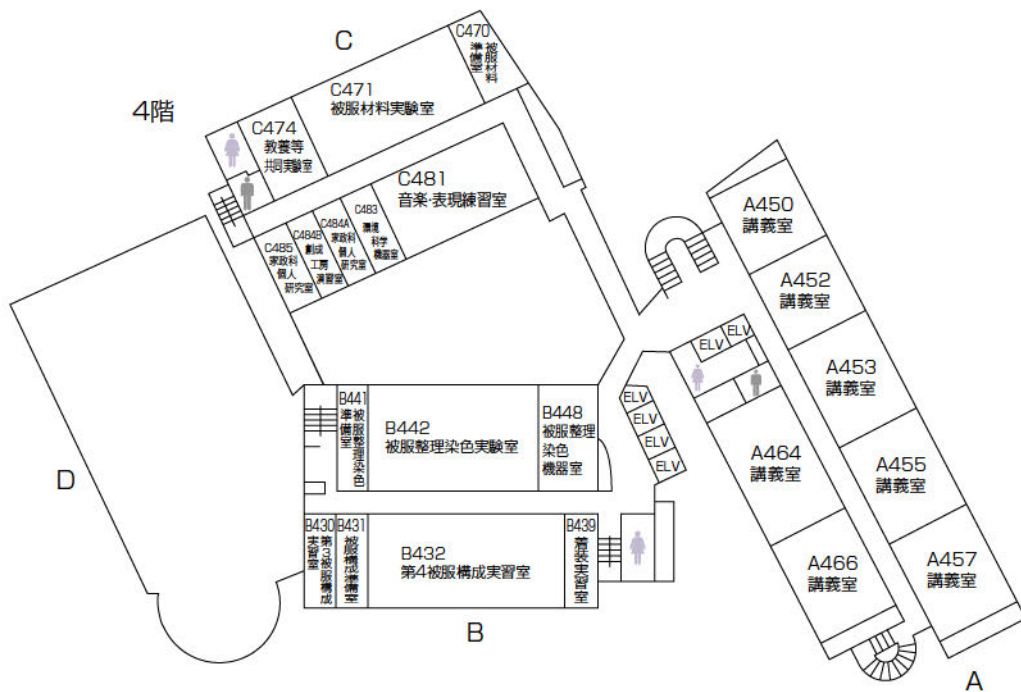 4階
C
C470
被服材料
準備室
C471
被服材料実験室
C474
教養等
共同実験室
C481
音楽・表現練習室
C483
環境
科学
機器室
C484A
家政科
個人
研究室
C484B
創成
工房
演習室
C485
家政科
個人
研究室
A450
講義室
A452
講義室
A453
講義室
A455
講義室
A457
講義室
ELV
ELV
A464
講義室
A466
講義室
A
ELV
ELV
ELV
ELV
B441
被服整理染色
準備室
B442
被服整理染色実験室
B448
被服整理
染色
機器室
B430
第3被服構成
実習室
B431
被服構成準備室
B432
第4被服構成実習室
B439
着装実習室
B
D